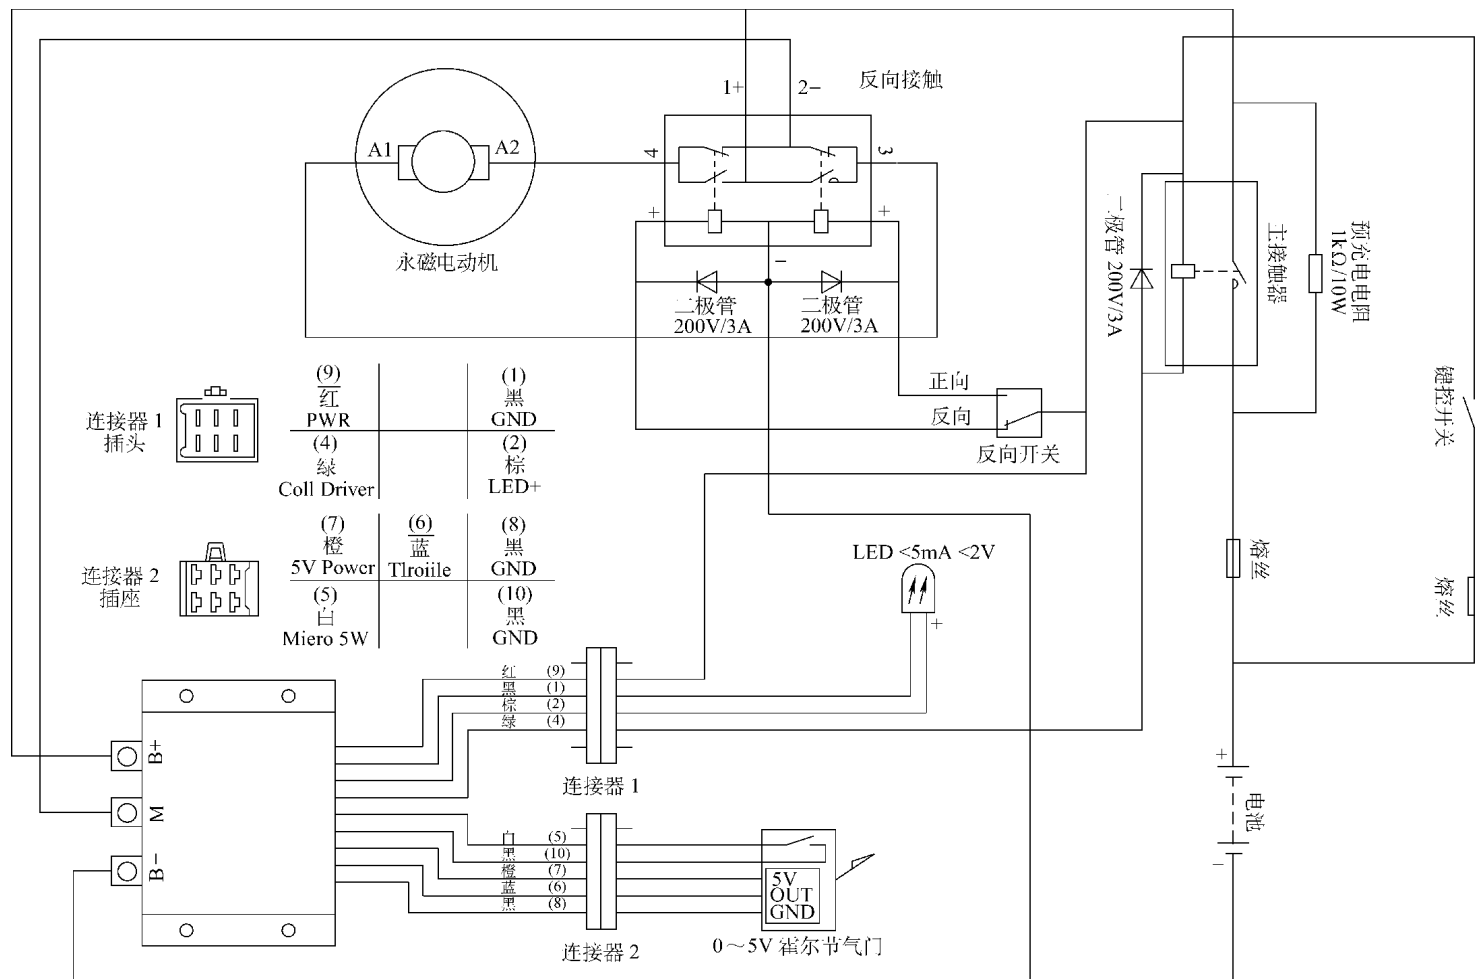 1+
2−
反向接触
A1
A2
4
3
+
+
−
永磁电动机
二极管
200V/3A
二极管
200V/3A
二极管 200V/3A
主接触器
预充电电阻
1kΩ/10W
正向
反向
反向开关
键控开关
连接器 1
插头
(9)
红
PWR
(1)
黑
GND
(4)
绿
Coll Driver
(2)
棕
LED+
连接器 2
插座
(7)
橙
5V Power
(6)
蓝
Tlroiile
(8)
黑
GND
(5)
白
Miero 5W
(10)
黑
GND
LED <5mA <2V
+
熔丝
熔丝
红 (9)
黑 (1)
棕 (2)
绿 (4)
连接器 1
B+
M
B−
白 (5)
黑 (10)
橙 (7)
蓝 (6)
黑 (8)
连接器 2
5V
OUT
GND
0～5V 霍尔节气门
+
电池
−